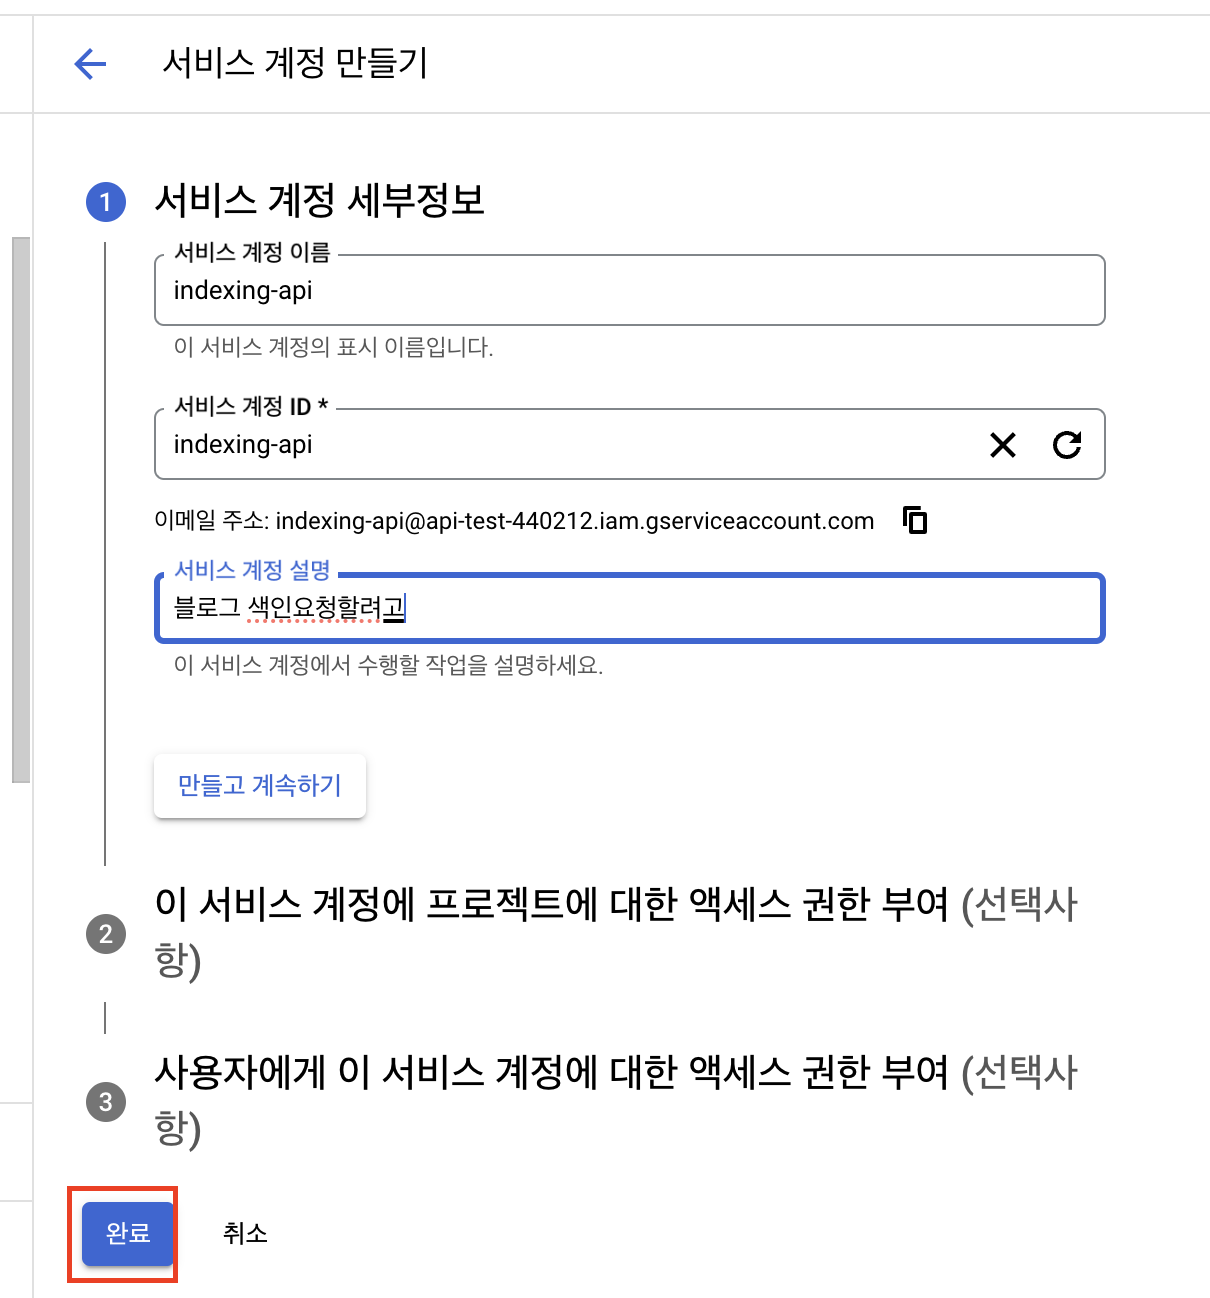 서비스 계정 만들기
1 서비스 계정 세부정보
서비스 계정 이름
indexing-api
이 서비스 계정의 표시 이름입니다.
서비스 계정 ID *
indexing-api
이메일 주소: indexing-api@api-test-440212.iam.gserviceaccount.com
서비스 계정 설명
블로그 색인요청할려고
이 서비스 계정에서 수행할 작업을 설명하세요.
만들고 계속하기
이 서비스 계정에 프로젝트에 대한 액세스 권한 부여 (선택사
2 항)
사용자에게 이 서비스 계정에 대한 액세스 권한 부여 (선택사
3 항)
완료 취소